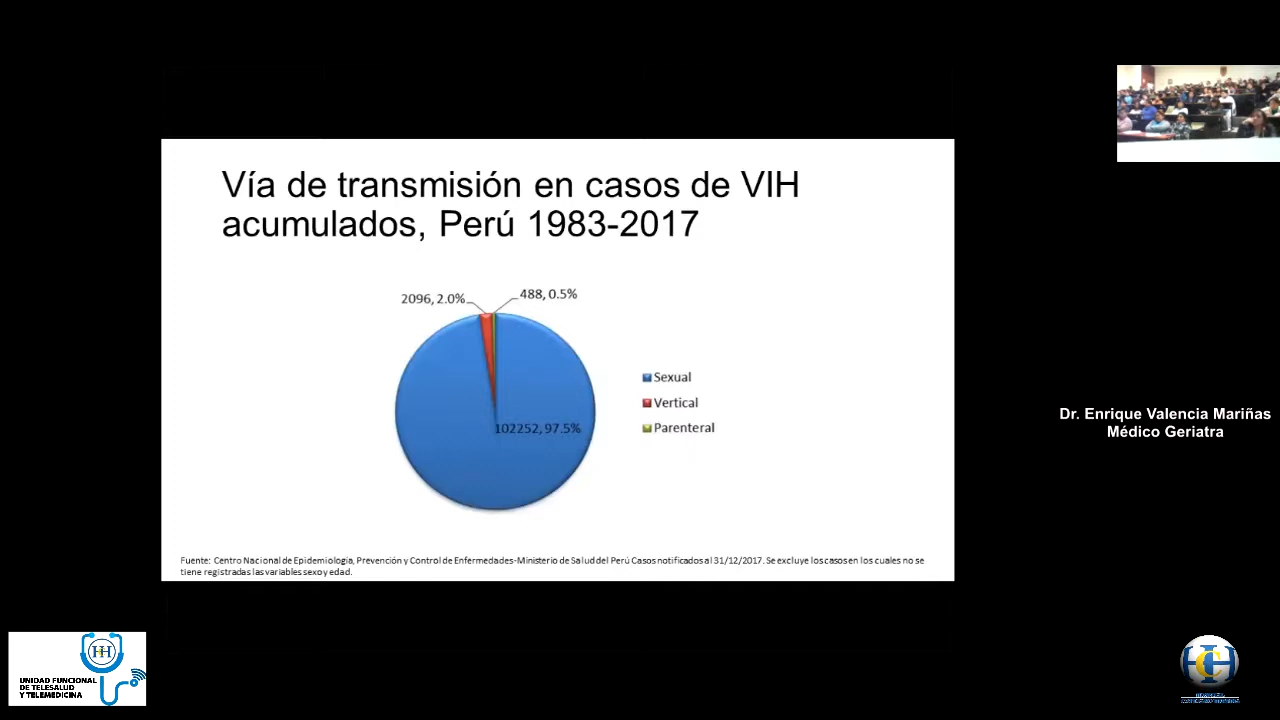 Vía de transmisión en casos de VIH
acumulados, Perú 1983-2017
2096, 2.0%
488, 0.5%
102252, 97.5%
Sexual
Vertical
Parenteral
Fuente: Centro Nacional de Epidemiología, Prevención y Control de Enfermedades-Ministerio de Salud del Perú Casos notificados al 31/12/2017. Se excluye los casos en los cuales no se
tiene registradas las variables sexo y edad.
Dr. Enrique Valencia Mariñas
Médico Geriatra
HH
UNIDAD FUNCIONAL
DE TELESALUD
Y TELEMEDICINA